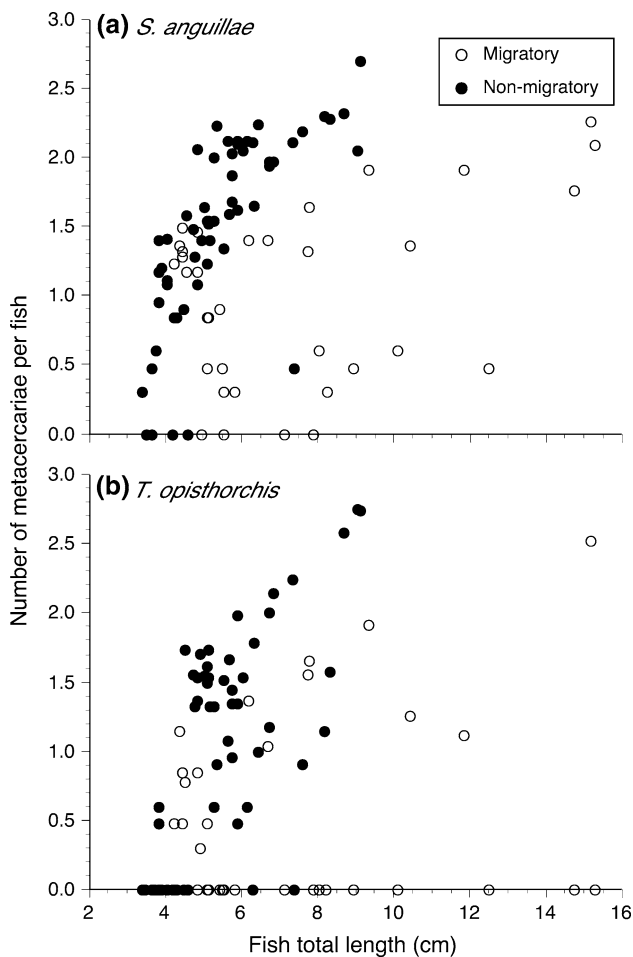 3.0
(a) S. anguillae
Migratory
Non-migratory
2.5
2.0
1.5
1.0
0.5
0.0
3.0
(b) T. opisthorchis
2.5
2.0
1.5
1.0
0.5
0.0
2 4 6 8 10 12 14 16
Number of metacercariae per fish
Fish total length (cm)